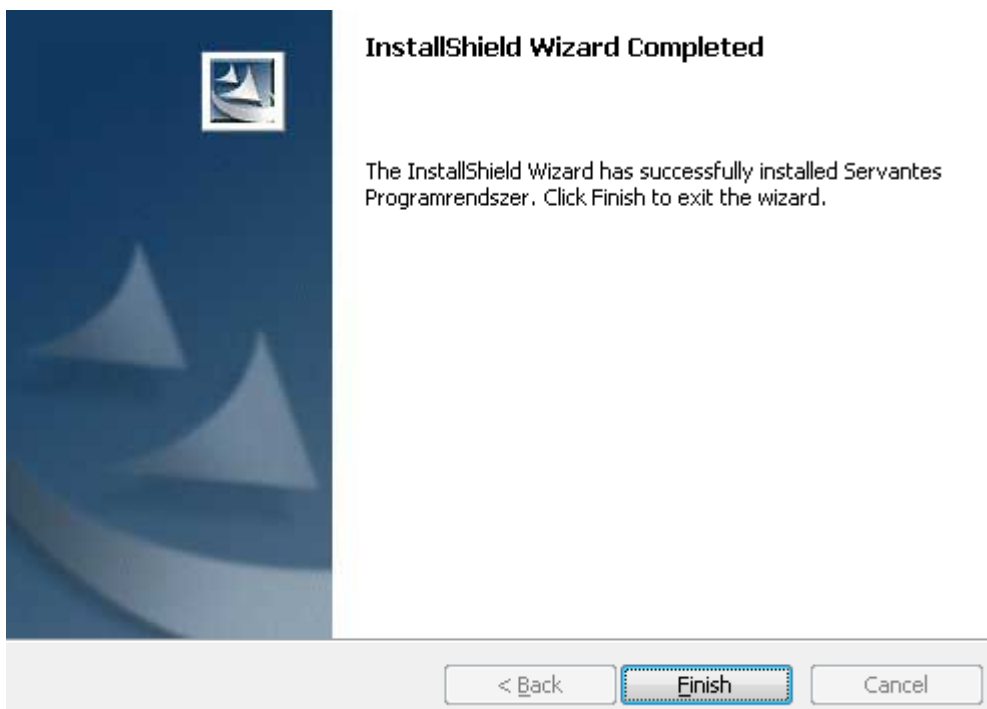 InstallShield Wizard Completed
The InstallShield Wizard has successfully installed Servantes
Programrendszer. Click Finish to exit the wizard.
< Back
Finish
Cancel